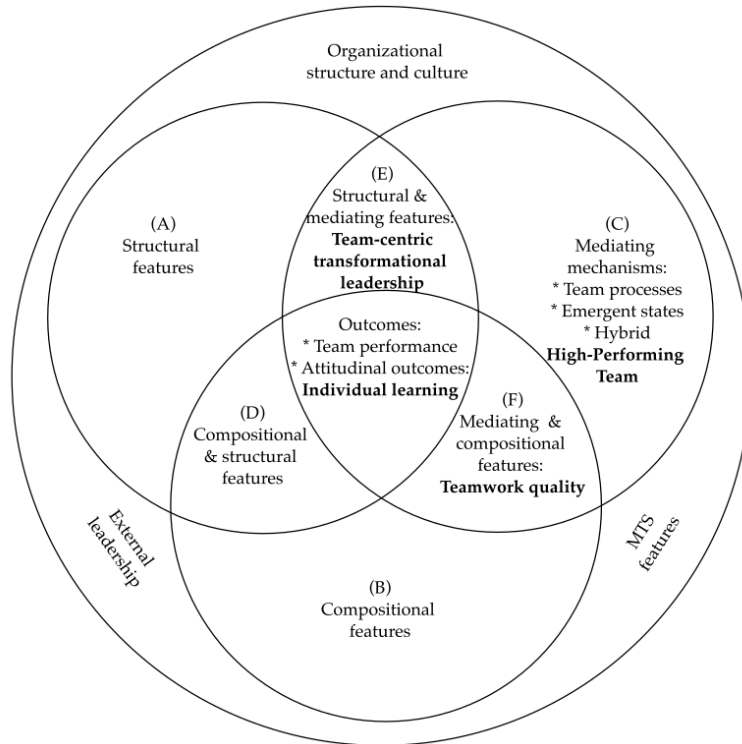 Organizational
structure and culture
(E)
Structural &
mediating features:
Team-centric
transformational
leadership
(A)
Structural
features
(C)
Mediating
mechanisms:
* Team processes
* Emergent states
* Hybrid
High-Performing
Team
Outcomes:
* Team performance
* Attitudinal outcomes:
Individual learning
(D)
Compositional
& structural
features
(F)
Mediating &
compositional
features:
Teamwork quality
External
leadership
MTS
features
(B)
Compositional
features